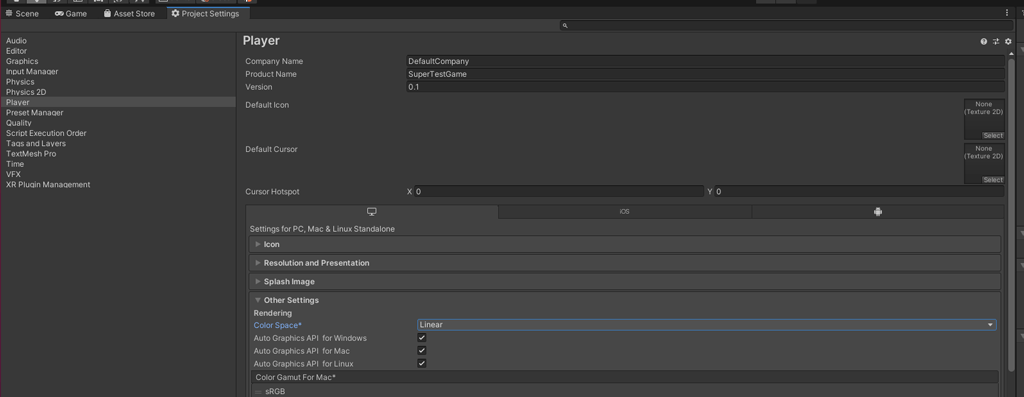 Scene Game Asset Store Project Settings
Player
Audio
Editor
Graphics
Input Manager
Physics
Physics 2D
Player
Preset Manager
Quality
Script Execution Order
Tags and Layers
TextMesh Pro
Time
VFX
XR Plugin Management
Company Name DefaultCompany
Product Name SuperTestGame
Version 0.1
Default Icon
None
(Texture 2D)
Select
Default Cursor
None
(Texture 2D)
Select
Cursor Hotspot X 0 Y 0
iOS
Settings for PC, Mac & Linux Standalone
Icon
Resolution and Presentation
Splash Image
Other Settings
Rendering
Color Space* Linear
Auto Graphics API for Windows
Auto Graphics API for Mac
Auto Graphics API for Linux
Color Gamut For Mac*
sRGB